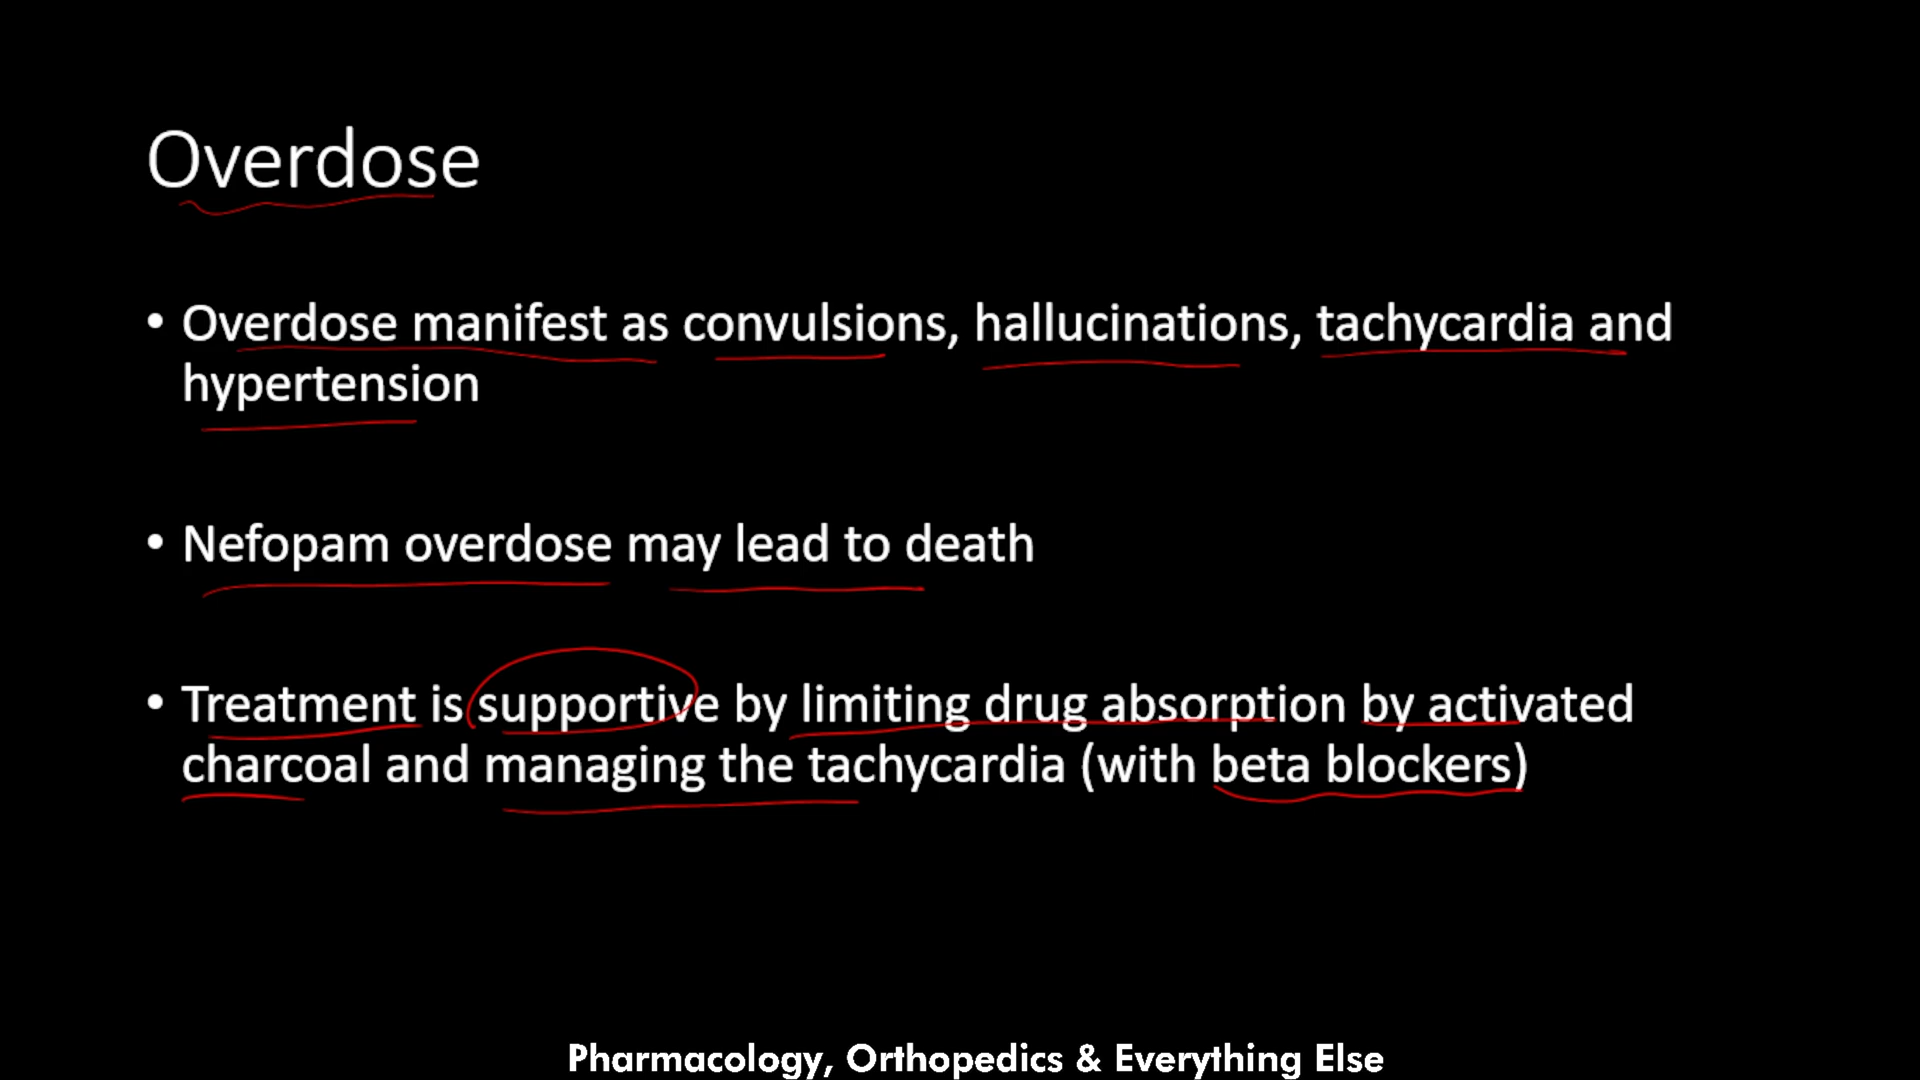 Overdose
• Overdose manifest as convulsions, hallucinations, tachycardia and
hypertension
• Nefopam overdose may lead to death
• Treatment is supportive by limiting drug absorption by activated
charcoal and managing the tachycardia (with beta blockers)
Pharmacology, Orthopedics & Everything Else